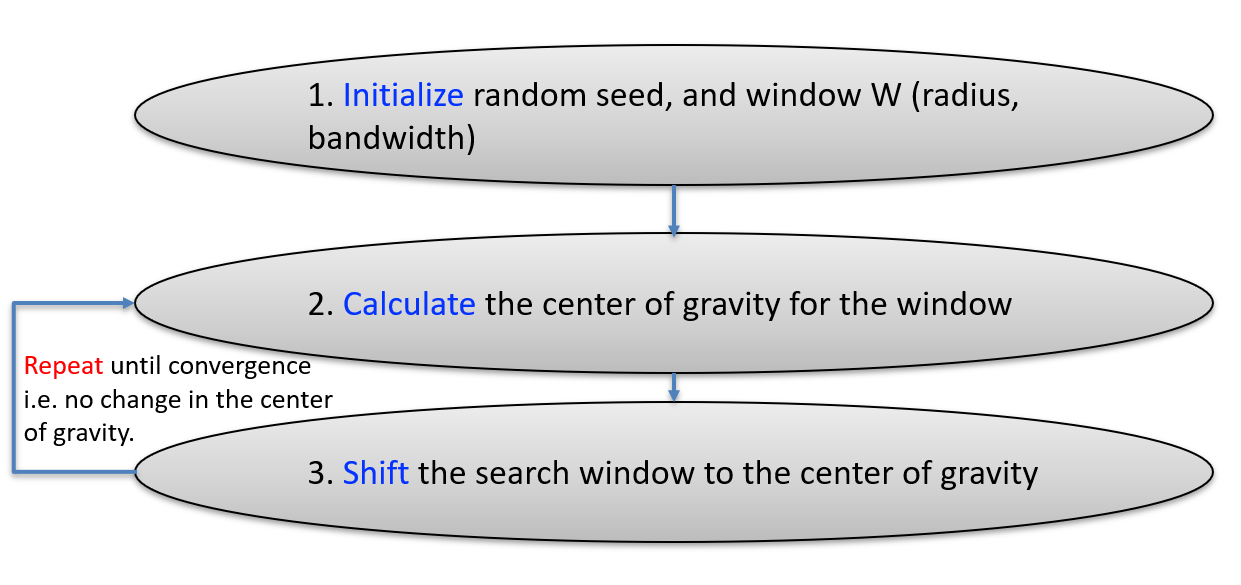 1. Initialize random seed, and window W (radius,
bandwidth)
2. Calculate the center of gravity for the window
Repeat until convergence
i.e. no change in the center
of gravity.
3. Shift the search window to the center of gravity